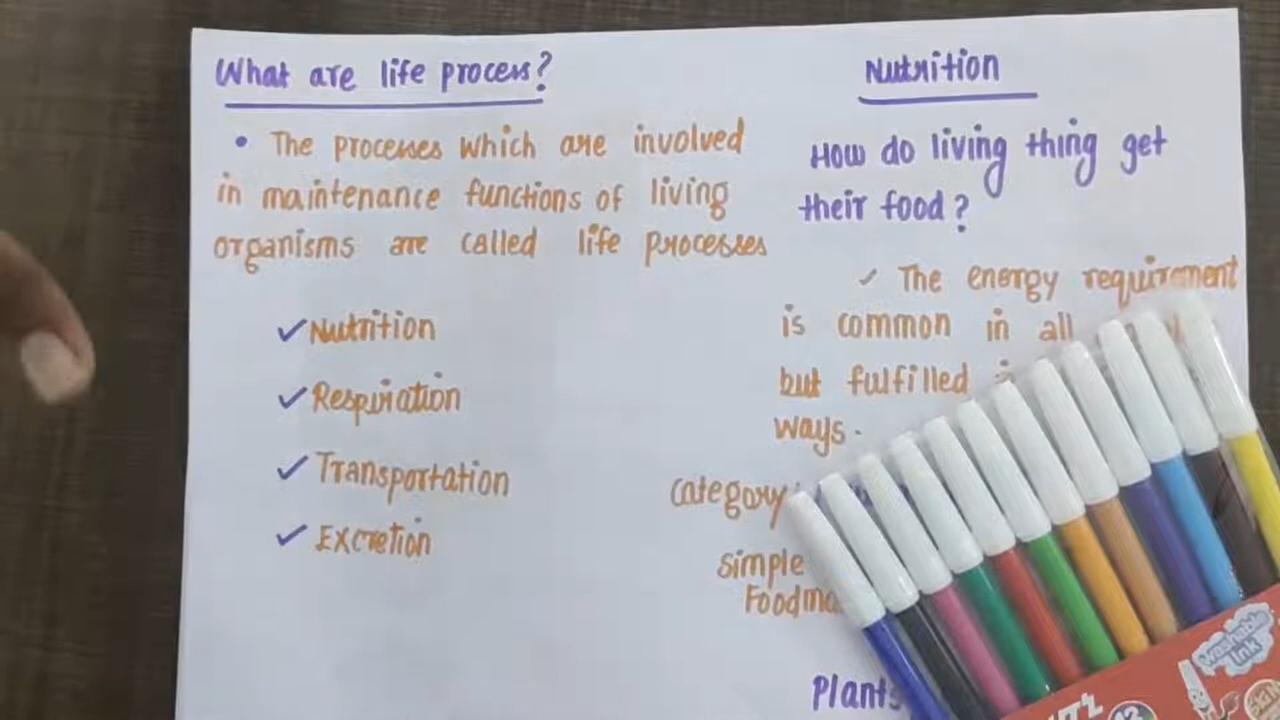 What are life process?
• The processes which are involved
in maintenance functions of living
organisms are called life processes
✓Nutrition
✓Respiration
✓Transportation
✓Excretion
Nutrition
How do living thing get
their food?
✓ The energy requirement
is common in all
but fulfilled
ways.
category
simple
Plants
washable
Ink
12